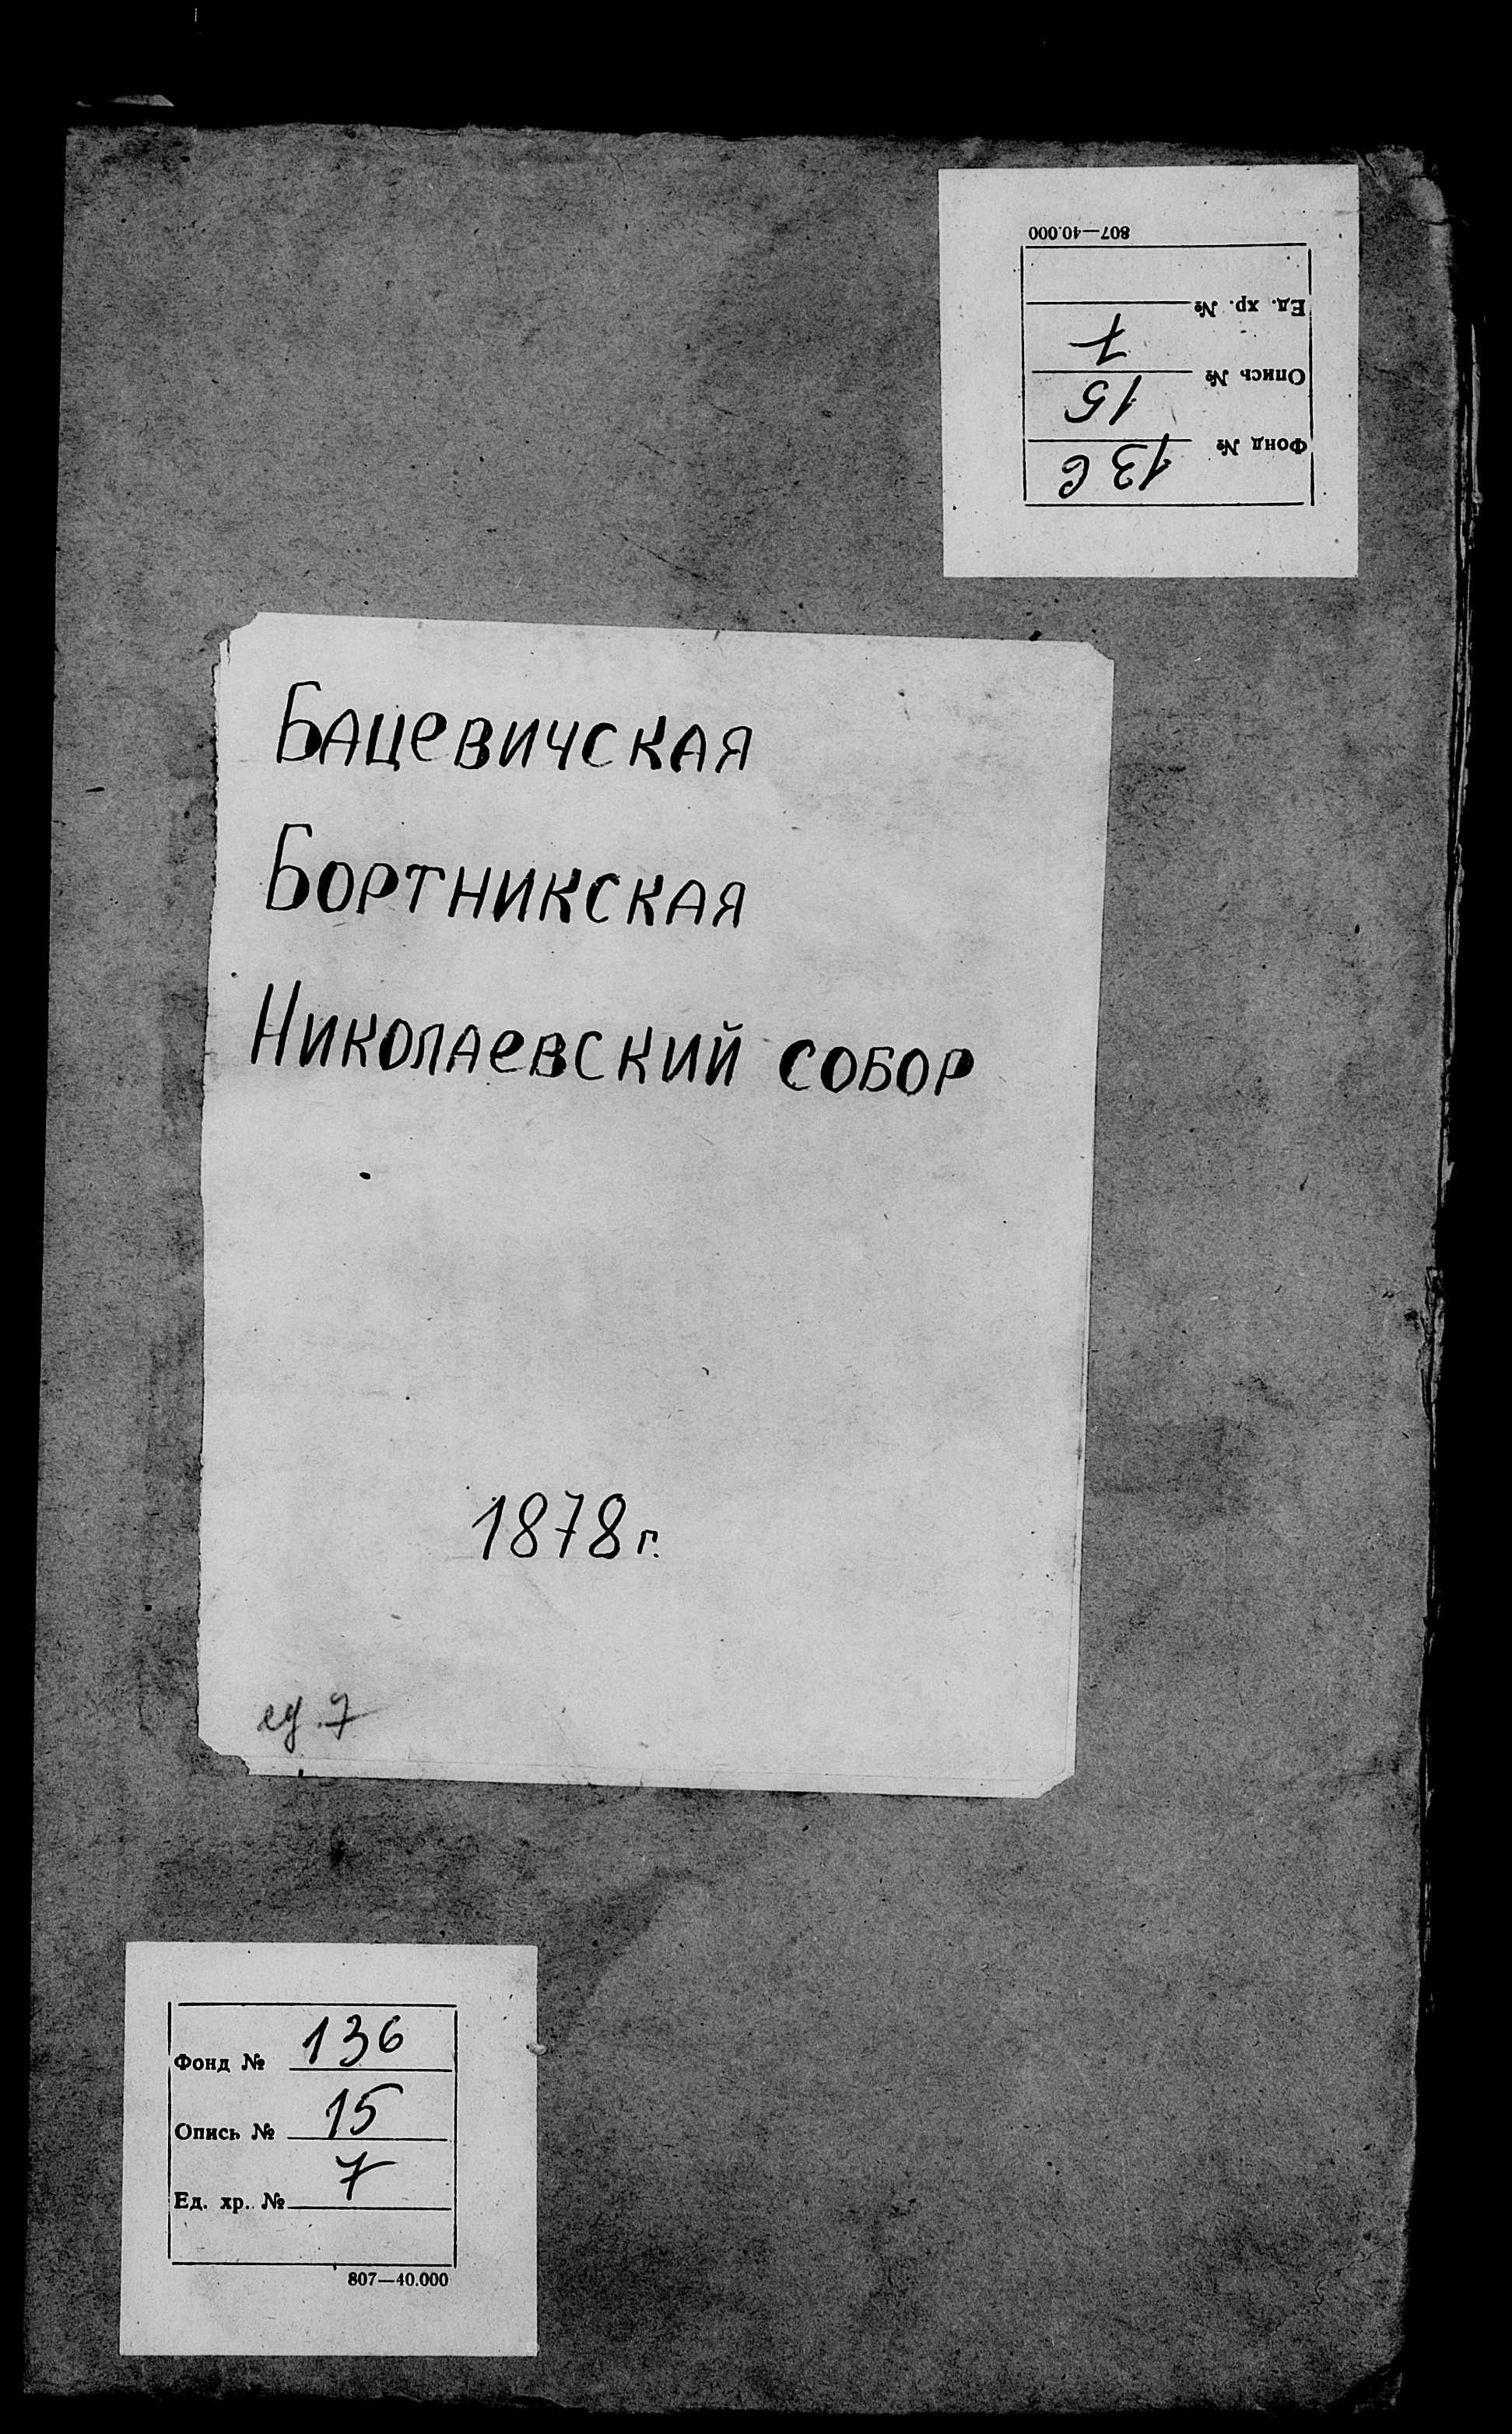 807—40.000
Ед. хр. №
7
Опись №
15
Фонд №
136
Бацевичская
Бортникская
Николаевский собор
1878 г.
ед. 7
Фонд № 136
Опись № 15
Ед. хр. № 7
807—40.000